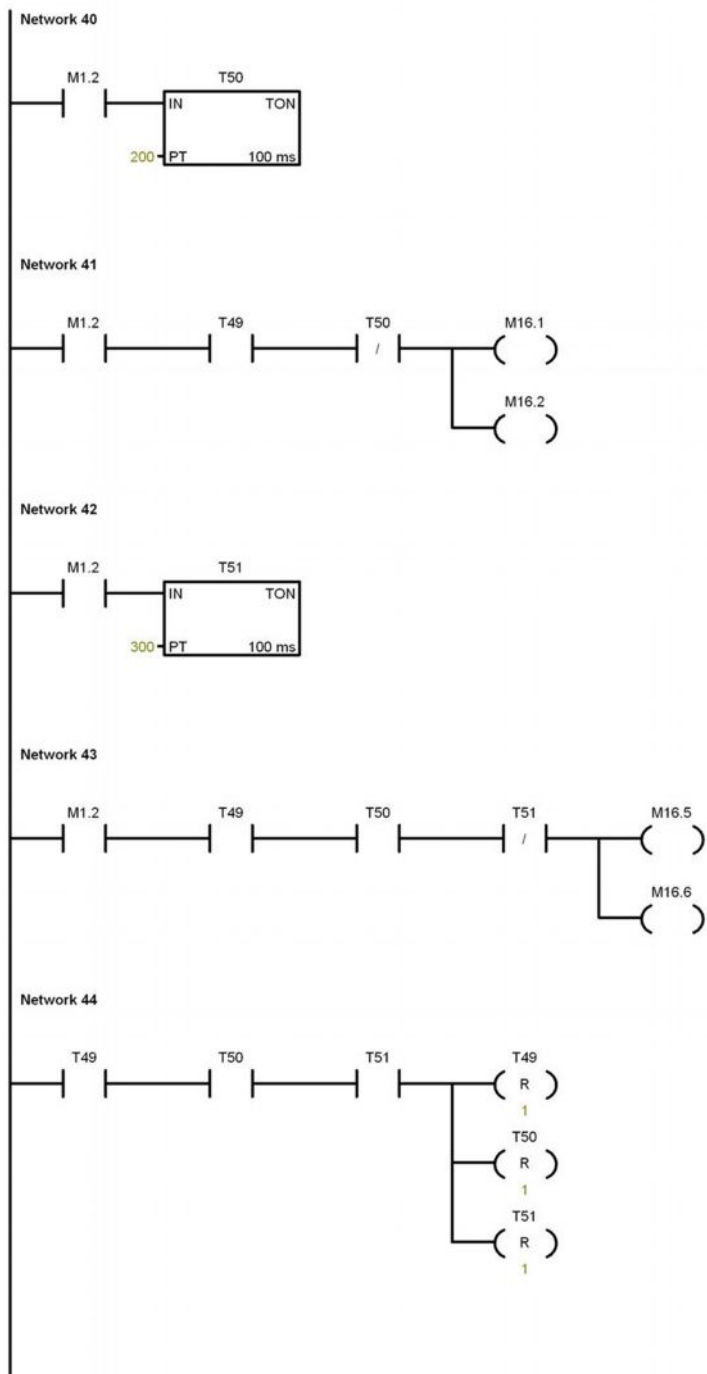 Network 40
M1.2 T50
IN TON
200 PT 100 ms
Network 41
M1.2 T49 T50 M16.1
/
M16.2
Network 42
M1.2 T51
IN TON
300 PT 100 ms
Network 43
M1.2 T49 T50 T51 M16.5
/
M16.6
Network 44
T49 T50 T51 T49
R
1
T50
R
1
T51
R
1